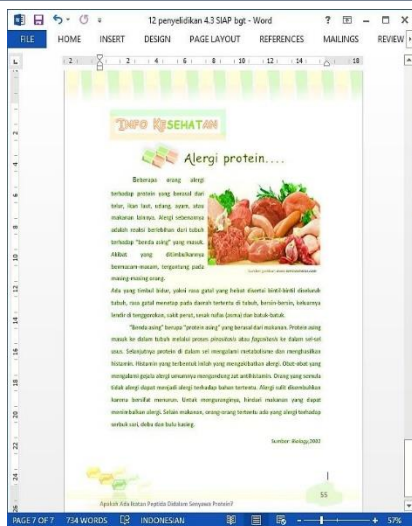 12 penyelidikan 4.3 SIAP bgt - Word
FILE HOME INSERT DESIGN PAGE LAYOUT REFERENCES MAILINGS REVIEW
INFO KESEHATAN
Alergi protein....
Beberapa orang alergi
terhadap protein yang berasal dari
telur, ikan laut, udang, ayam, atau
makanan lainnya. Alergi sebenarnya
adalah reaksi berlebihan dari tubuh
terhadap "benda asing" yang masuk.
Akibat yang ditimbulkannya
bermacam-macam, tergantung pada
masing-masing orang.
Ada yang timbul bidur, yakni rasa gatal yang hebat disertai bintil-bintil diseluruh
tubuh, rasa gatal menetap pada daerah tertentu di tubuh, bersin-bersin, keluarnya
lendir di tenggorokan, sakit perut, sesak nafas (asma) dan batuk-batuk.
"Benda asing" berupa "protein asing" yang berasal dari makanan. Protein asing
masuk ke dalam tubuh melalui proses pinositosis atau fagositosis ke dalam sel-sel
usus. Selanjutnya protein di dalam sel mengalami metabolisme dan menghasilkan
histamin. Histamin yang terbentuk inilah yang mengakibatkan alergi. Obat-obat yang
mengurangi gejala alergi umumnya mengandung zat antihistamin. Orang yang semula
tidak alergi dapat menjadi alergi terhadap bahan tertentu. Alergi sulit disembuhkan
karena bersifat menurun. Untuk menguranginya, hindari makanan yang dapat
menimbulkan alergi. Selain makanan, orang-orang tertentu ada yang alergi terhadap
serbuk sari, debu dan bulu kucing.
Sumber: Biology,2002
55
Apakah Ada Ikatan Peptida Didalam Senyawa Protein?
PAGE 7 OF 7 734 WORDS INDONESIAN 57%